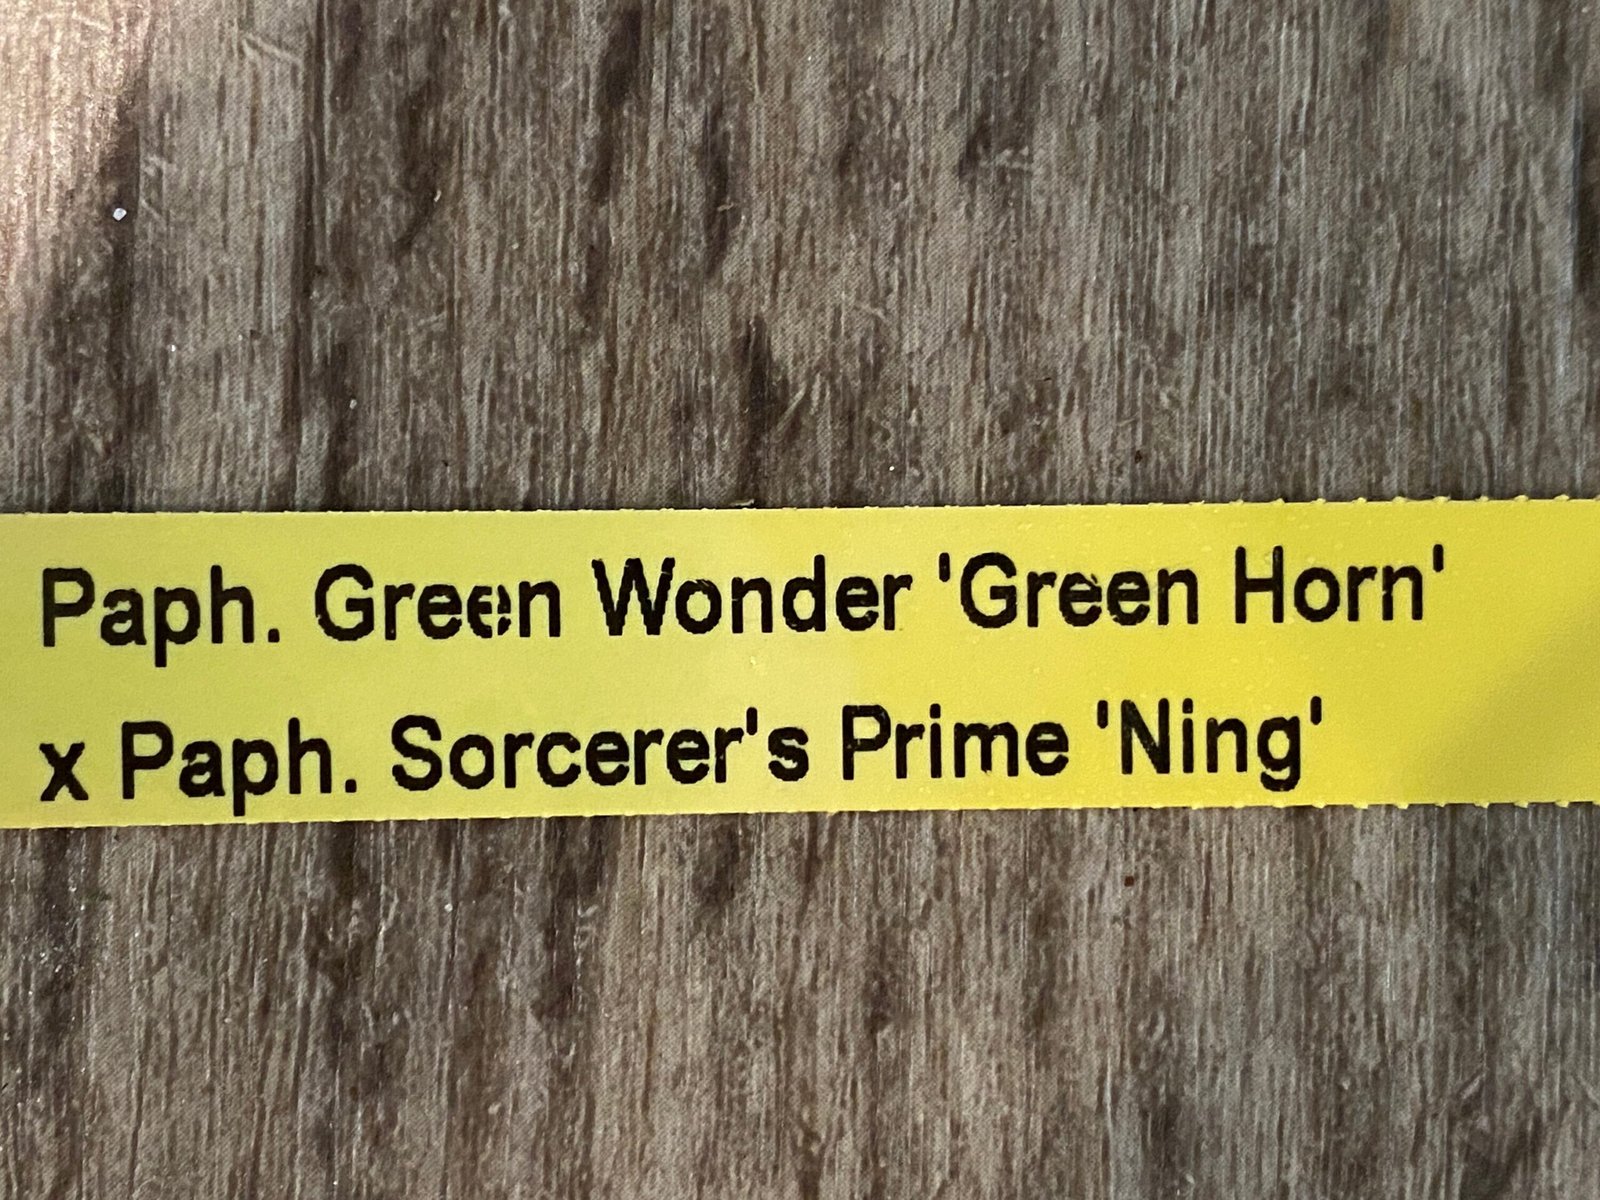 Paph. Green Wonder 'Green Horn'
x Paph. Sorcerer's Prime 'Ning'